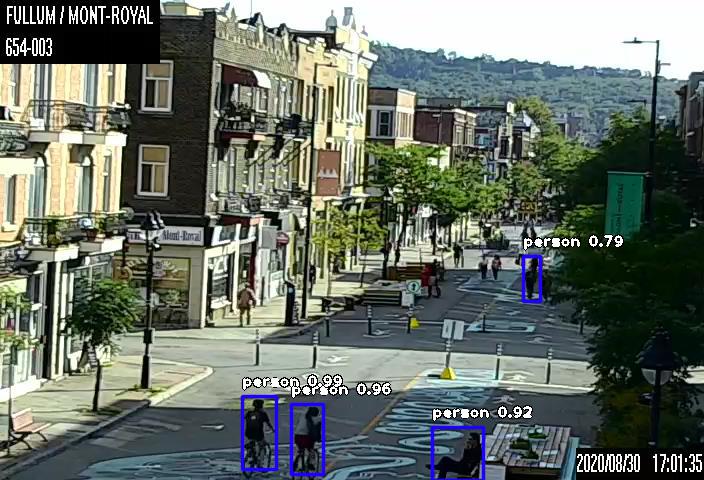 FULLUM / MONT-ROYAL
654-003
person 0.79
Mont-Royal
person 0.99
person 0.96
person 0.92
2020/08/30 17:01:35